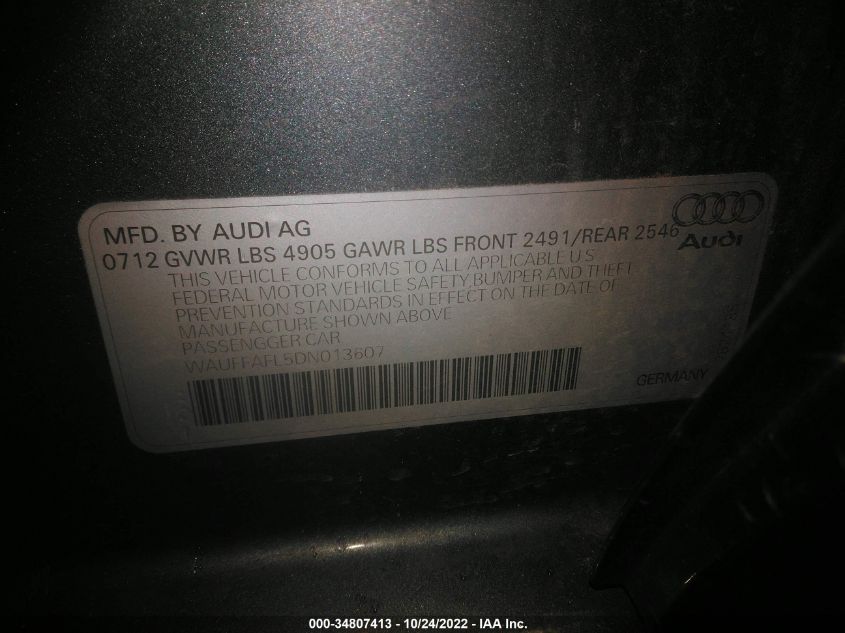 MFD. BY AUDI AG
0712 GVWR LBS 4905 GAWR LBS FRONT 2491/REAR 2546
Audi
THIS VEHICLE CONFORMS TO ALL APPLICABLE U.S
FEDERAL MOTOR VEHICLE SAFETY,BUMPER AND THEFT
PREVENTION STANDARDS IN EFFECT ON THE DATE OF
MANUFACTURE SHOWN ABOVE
PASSENGGER CAR
WAUFFAFL5DN013607
GERMANY
000-34807413 - 10/24/2022 - IAA Inc.